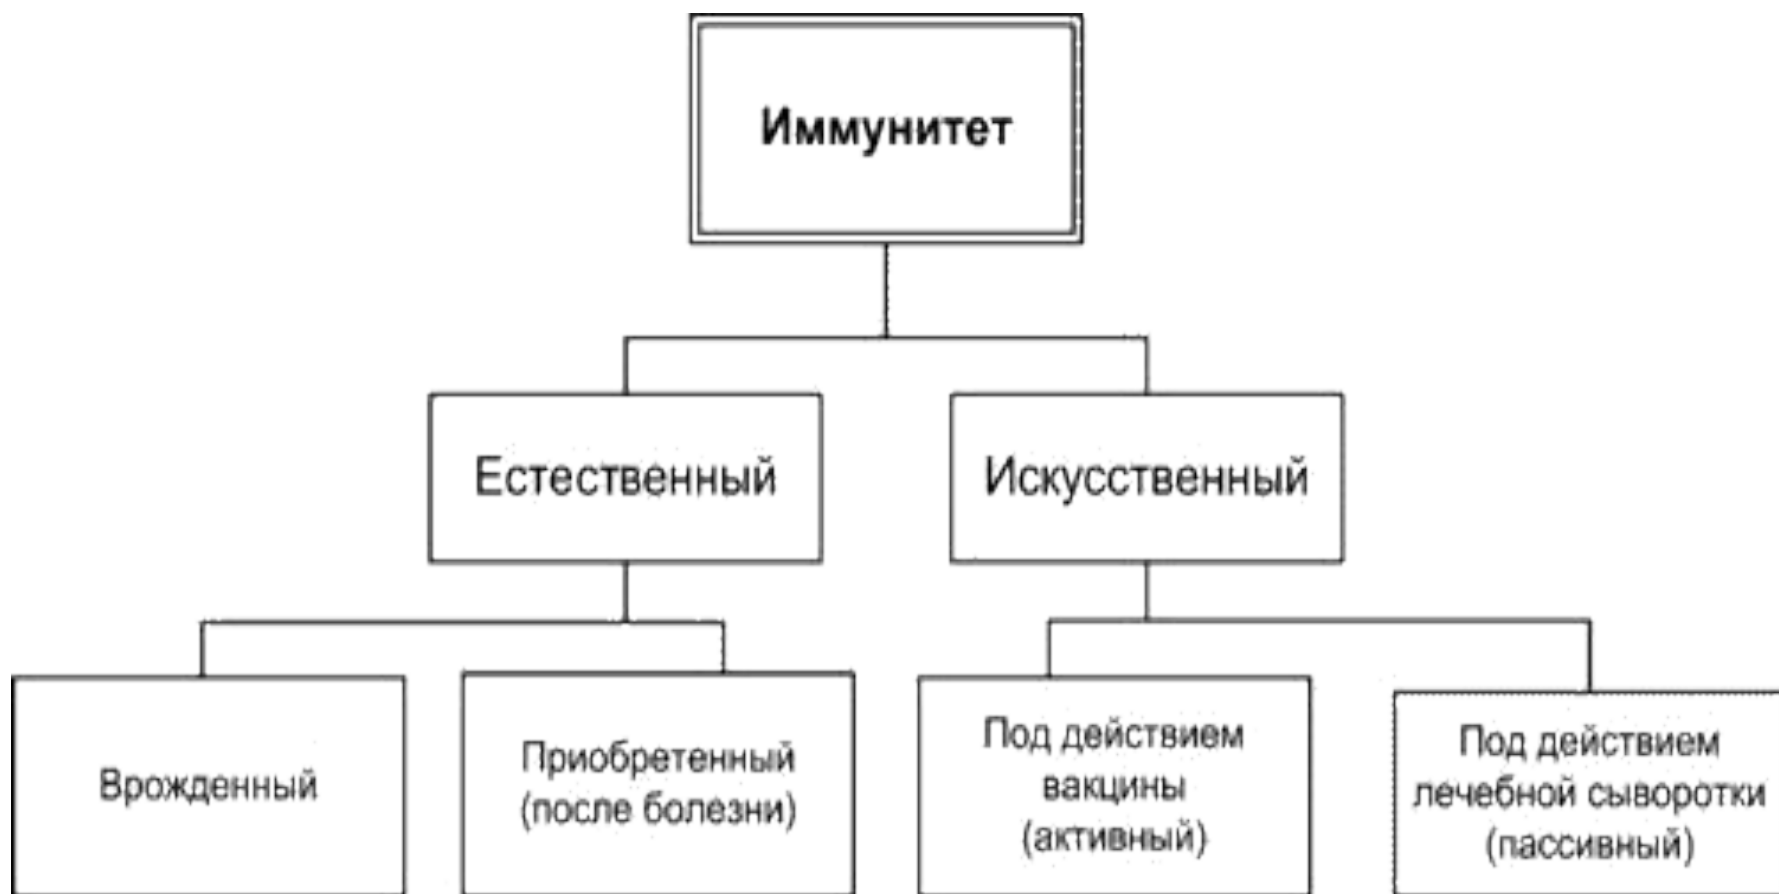 Иммунитет
Естественный
Искусственный
Врожденный
Приобретенный
(после болезни)
Под действием
вакцины
(активный)
Под действием
лечебной сыворотки
(пассивный)